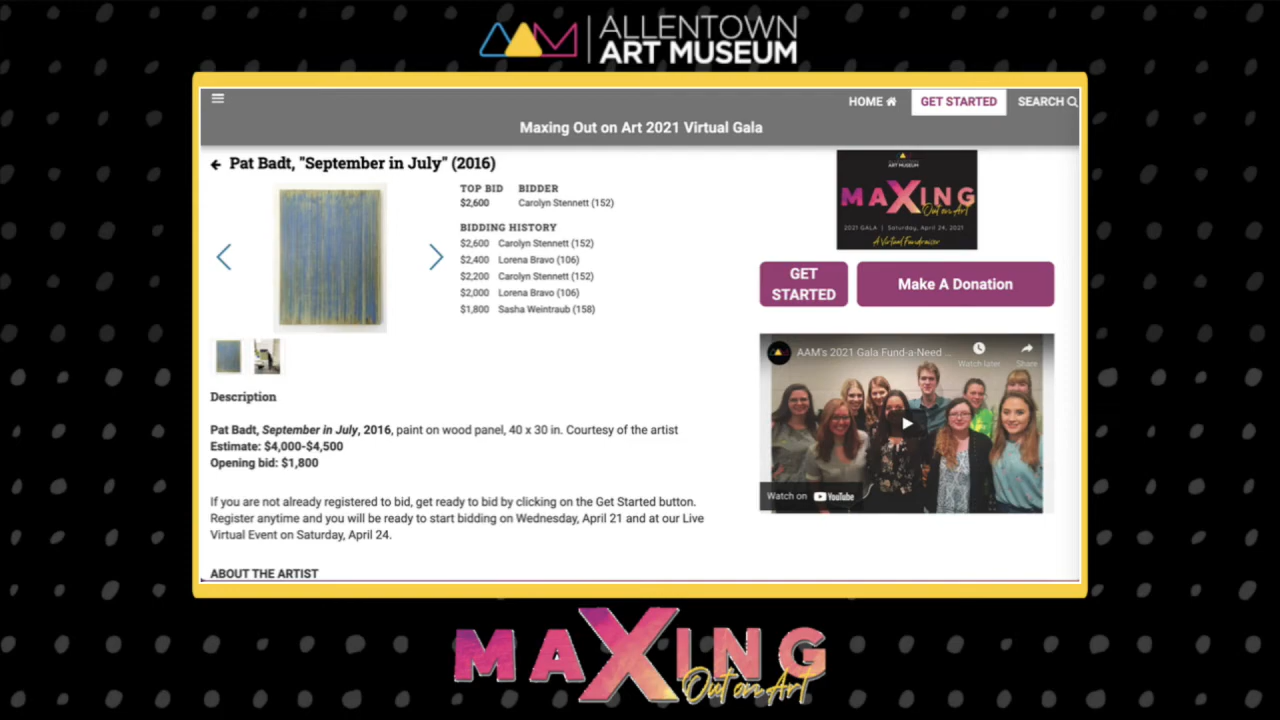 ALLENTOWN
ART MUSEUM
HOME
GET STARTED
SEARCH
Maxing Out on Art 2021 Virtual Gala
Pat Badt, "September in July" (2016)
TOP BID BIDDER
$2,600 Carolyn Stennett (152)
BIDDING HISTORY
$2,600 Carolyn Stennett (152)
$2,400 Lorena Bravo (106)
$2,200 Carolyn Stennett (152)
$2,000 Lorena Bravo (106)
$1,800 Sasha Weintraub (158)
Description
Pat Badt, September in July, 2016, paint on wood panel, 40 x 30 in. Courtesy of the artist
Estimate: $4,000-$4,500
Opening bid: $1,800
If you are not already registered to bid, get ready to bid by clicking on the Get Started button.
Register anytime and you will be ready to start bidding on Wednesday, April 21 and at our Live
Virtual Event on Saturday, April 24.
ABOUT THE ARTIST
ART MUSEUM
MAXING
Out on Art
2021 GALA | Saturday, April 24, 2021
A Virtual Fundraiser
GET
STARTED
Make A Donation
AAM's 2021 Gala Fund-a-Need ...
Watch later
Share
Watch on YouTube
MAXING
Out on Art